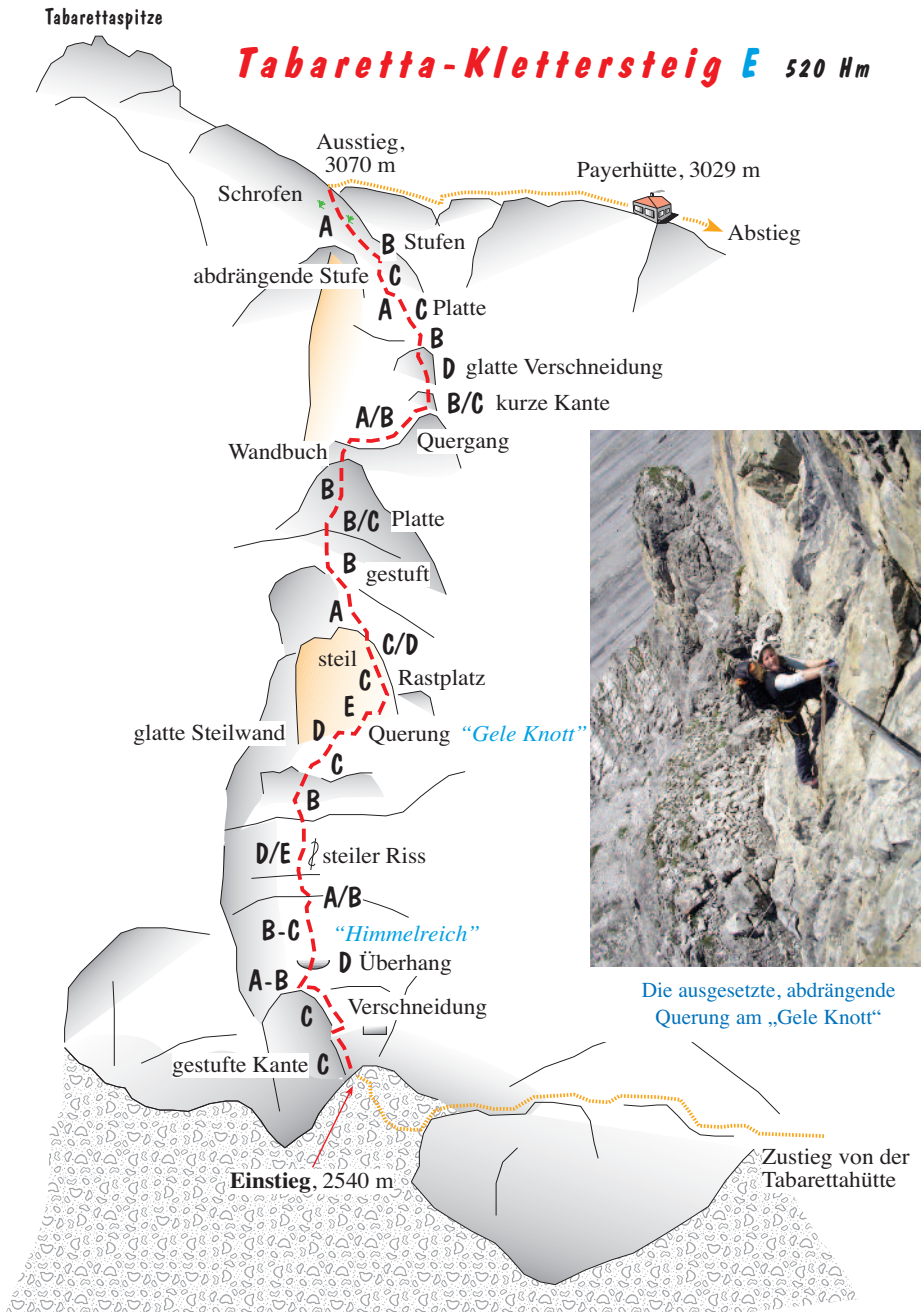 Tabarettaspitze
Tabaretta-Klettersteig E 520 Hm
Ausstieg,
3070 m
Payerhütte, 3029 m
Schrofen
A
B Stufen
Abstieg
abdrängende Stufe C
A C Platte
B
D glatte Verschneidung
B/C kurze Kante
A/B
Quergang
Wandbuch
B
B/C Platte
B
gestuft
A
C/D
steil
C Rastplatz
E
glatte Steilwand D Querung “Gele Knott”
C
B
D/E steiler Riss
A/B
B-C “Himmelreich”
D Überhang
A-B
Die ausgesetzte, abdrängende
Querung am „Gele Knott“
C Verschneidung
gestufte Kante C
Zustieg von der
Tabarettahütte
Einstieg, 2540 m